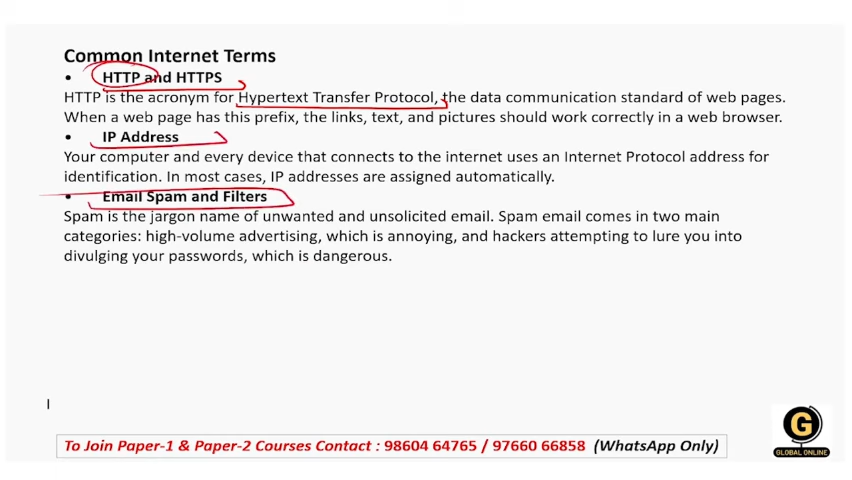 Common Internet Terms
• HTTP and HTTPS
HTTP is the acronym for Hypertext Transfer Protocol, the data communication standard of web pages.
When a web page has this prefix, the links, text, and pictures should work correctly in a web browser.
• IP Address
Your computer and every device that connects to the internet uses an Internet Protocol address for
identification. In most cases, IP addresses are assigned automatically.
• Email Spam and Filters
Spam is the jargon name of unwanted and unsolicited email. Spam email comes in two main
categories: high-volume advertising, which is annoying, and hackers attempting to lure you into
divulging your passwords, which is dangerous.
To Join Paper-1 & Paper-2 Courses Contact : 98604 64765 / 97660 66858 (WhatsApp Only)
G
GLOBAL ONLINE